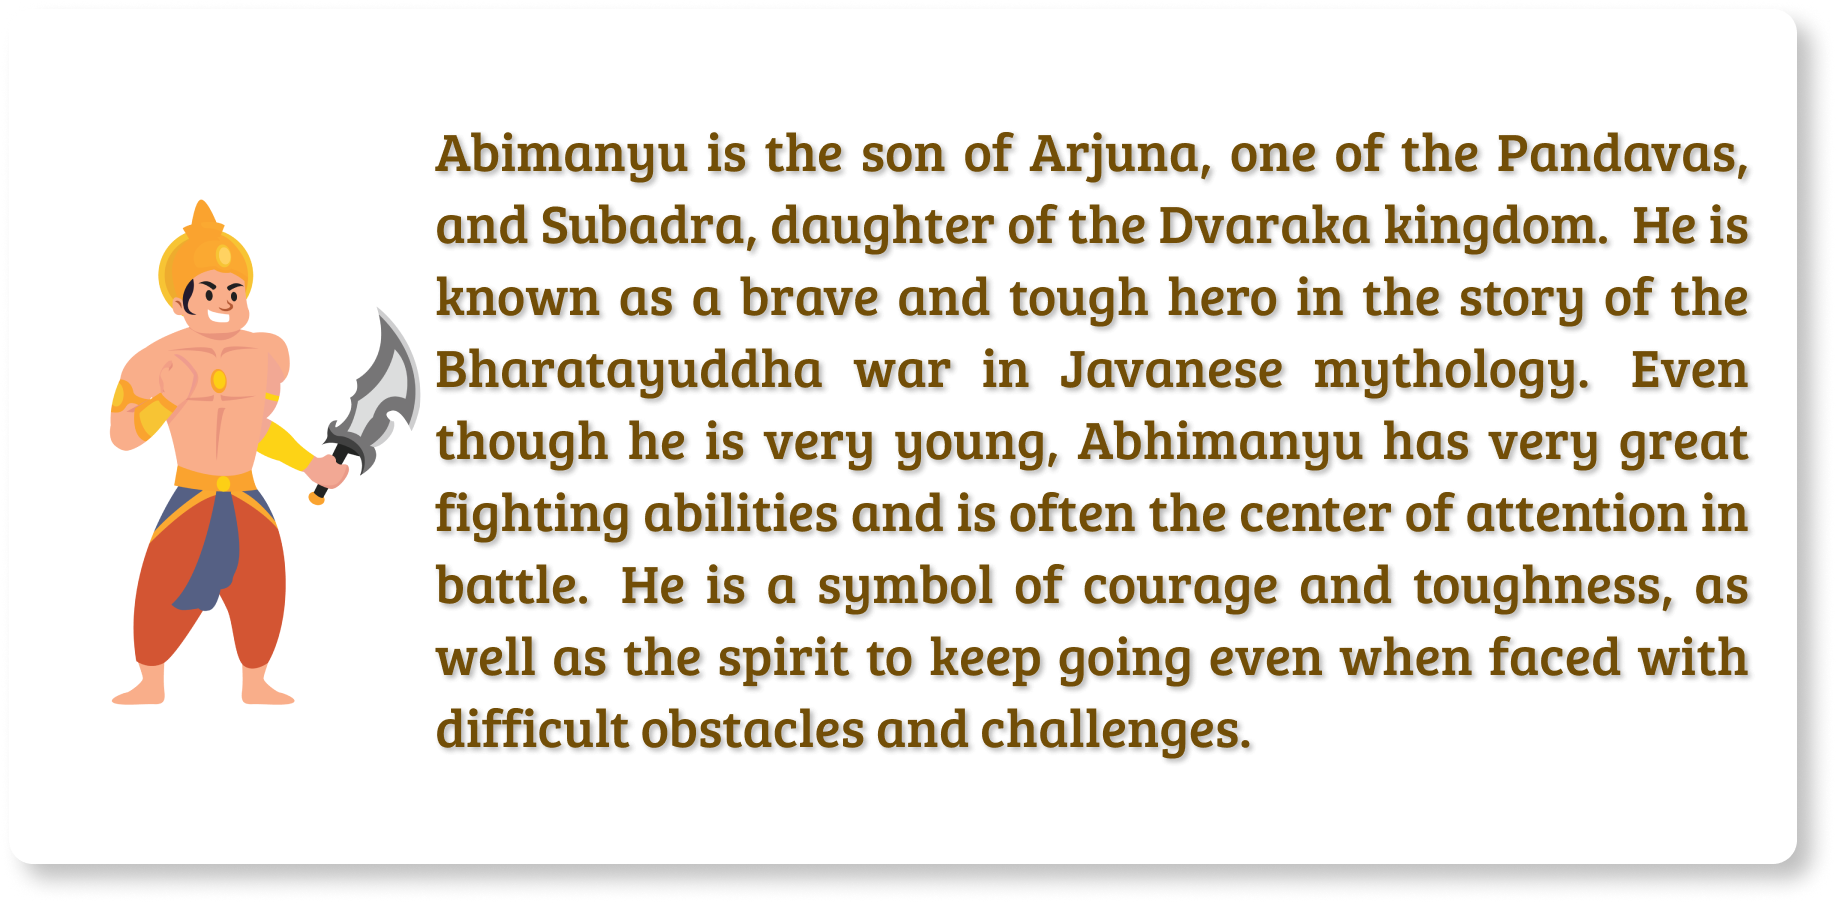 Abimanyu is the son of Arjuna, one of the Pandavas,
and Subadra, daughter of the Dvaraka kingdom. He is
known as a brave and tough hero in the story of the
Bharatayuddha war in Javanese mythology. Even
though he is very young, Abhimanyu has very great
fighting abilities and is often the center of attention in
battle. He is a symbol of courage and toughness, as
well as the spirit to keep going even when faced with
difficult obstacles and challenges.